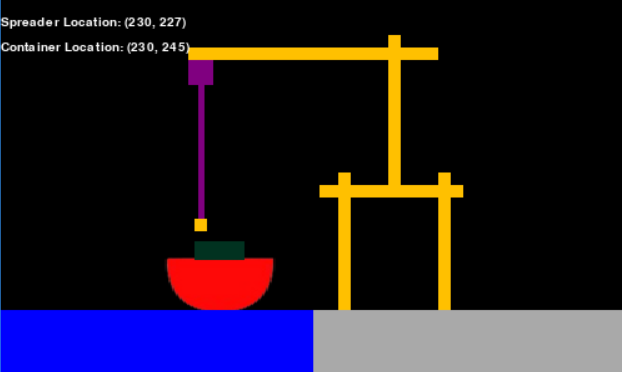 Spreader Location: (230, 227)
Container Location: (230, 245)